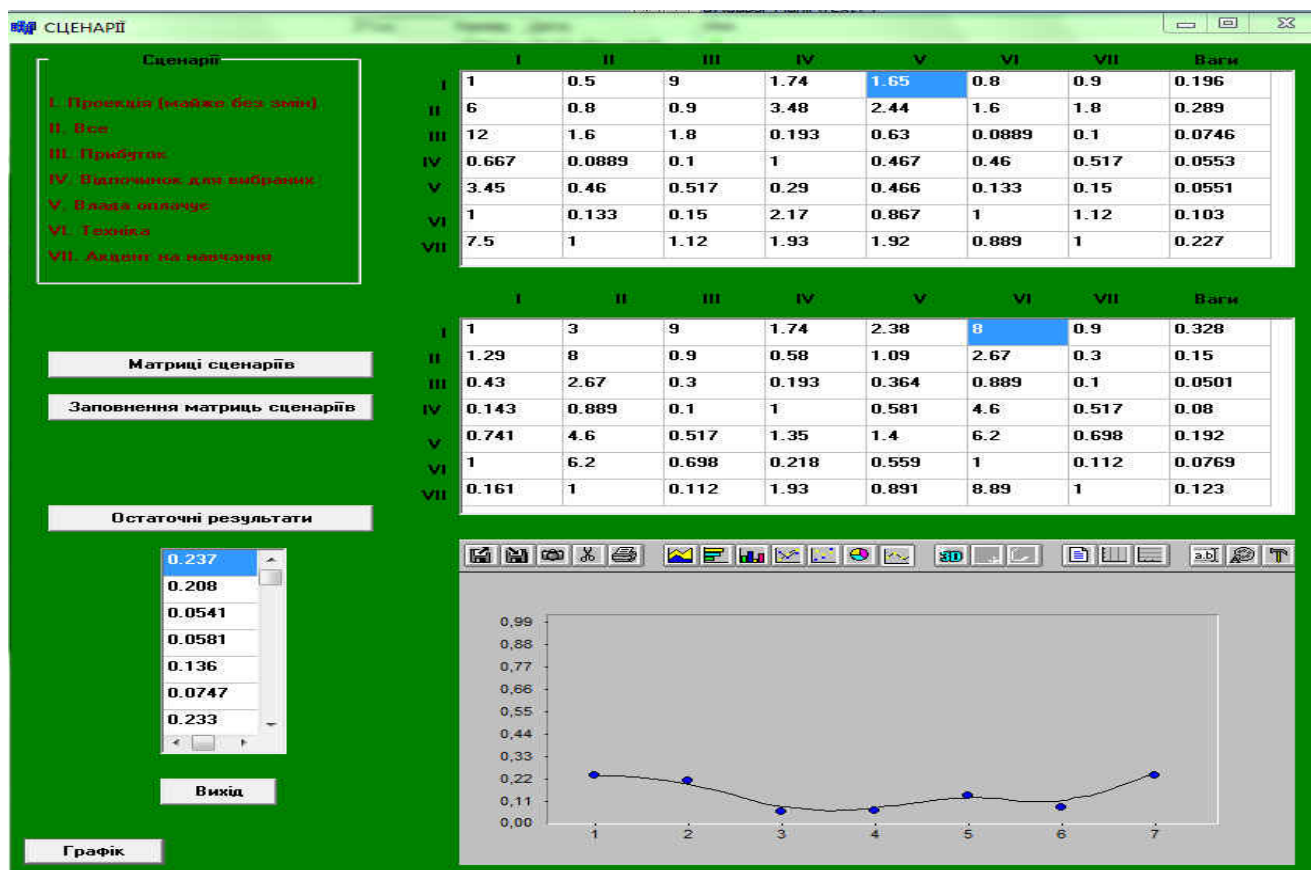 СЦЕНАРІЇ
Сценарії
I. Проекція (майже без змін)
II. Все
III. Прибуток
IV. Відпочинок для вибраних
V. Влада оплачує
VI. Техніка
VII. Акцент на навчання
I II III IV V VI VII Ваги
I 1 0.5 9 1.74 1.65 0.8 0.9 0.196
II 6 0.8 0.9 3.48 2.44 1.6 1.8 0.289
III 12 1.6 1.8 0.193 0.63 0.0889 0.1 0.0746
IV 0.667 0.0889 0.1 1 0.467 0.46 0.517 0.0553
V 3.45 0.46 0.517 0.29 0.466 0.133 0.15 0.0551
VI 1 0.133 0.15 2.17 0.867 1 1.12 0.103
VII 7.5 1 1.12 1.93 1.92 0.889 1 0.227
I II III IV V VI VII Ваги
I 1 3 9 1.74 2.38 8 0.9 0.328
II 1.29 8 0.9 0.58 1.09 2.67 0.3 0.15
III 0.43 2.67 0.3 0.193 0.364 0.889 0.1 0.0501
IV 0.143 0.889 0.1 1 0.581 4.6 0.517 0.08
V 0.741 4.6 0.517 1.35 1.4 6.2 0.698 0.192
VI 1 6.2 0.698 0.218 0.559 1 0.112 0.0769
VII 0.161 1 0.112 1.93 0.891 8.89 1 0.123
Матриці сценаріїв
Заповнення матриць сценаріїв
Остаточні результати
0.237
0.208
0.0541
0.0581
0.136
0.0747
0.233
Вихід
Графік
3D a.b] T
0,99
0,88
0,77
0,66
0,55
0,44
0,33
0,22
0,11
0,00
1 2 3 4 5 6 7